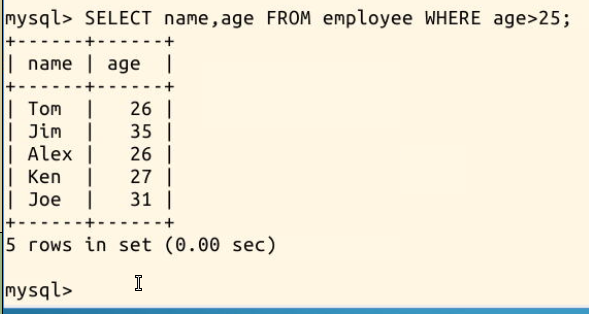 mysql> SELECT name,age FROM employee WHERE age>25;
+------+------+
| name | age  |
+------+------+
| Tom  |   26 |
| Jim  |   35 |
| Alex |   26 |
| Ken  |   27 |
| Joe  |   31 |
+------+------+
5 rows in set (0.00 sec)
mysql>